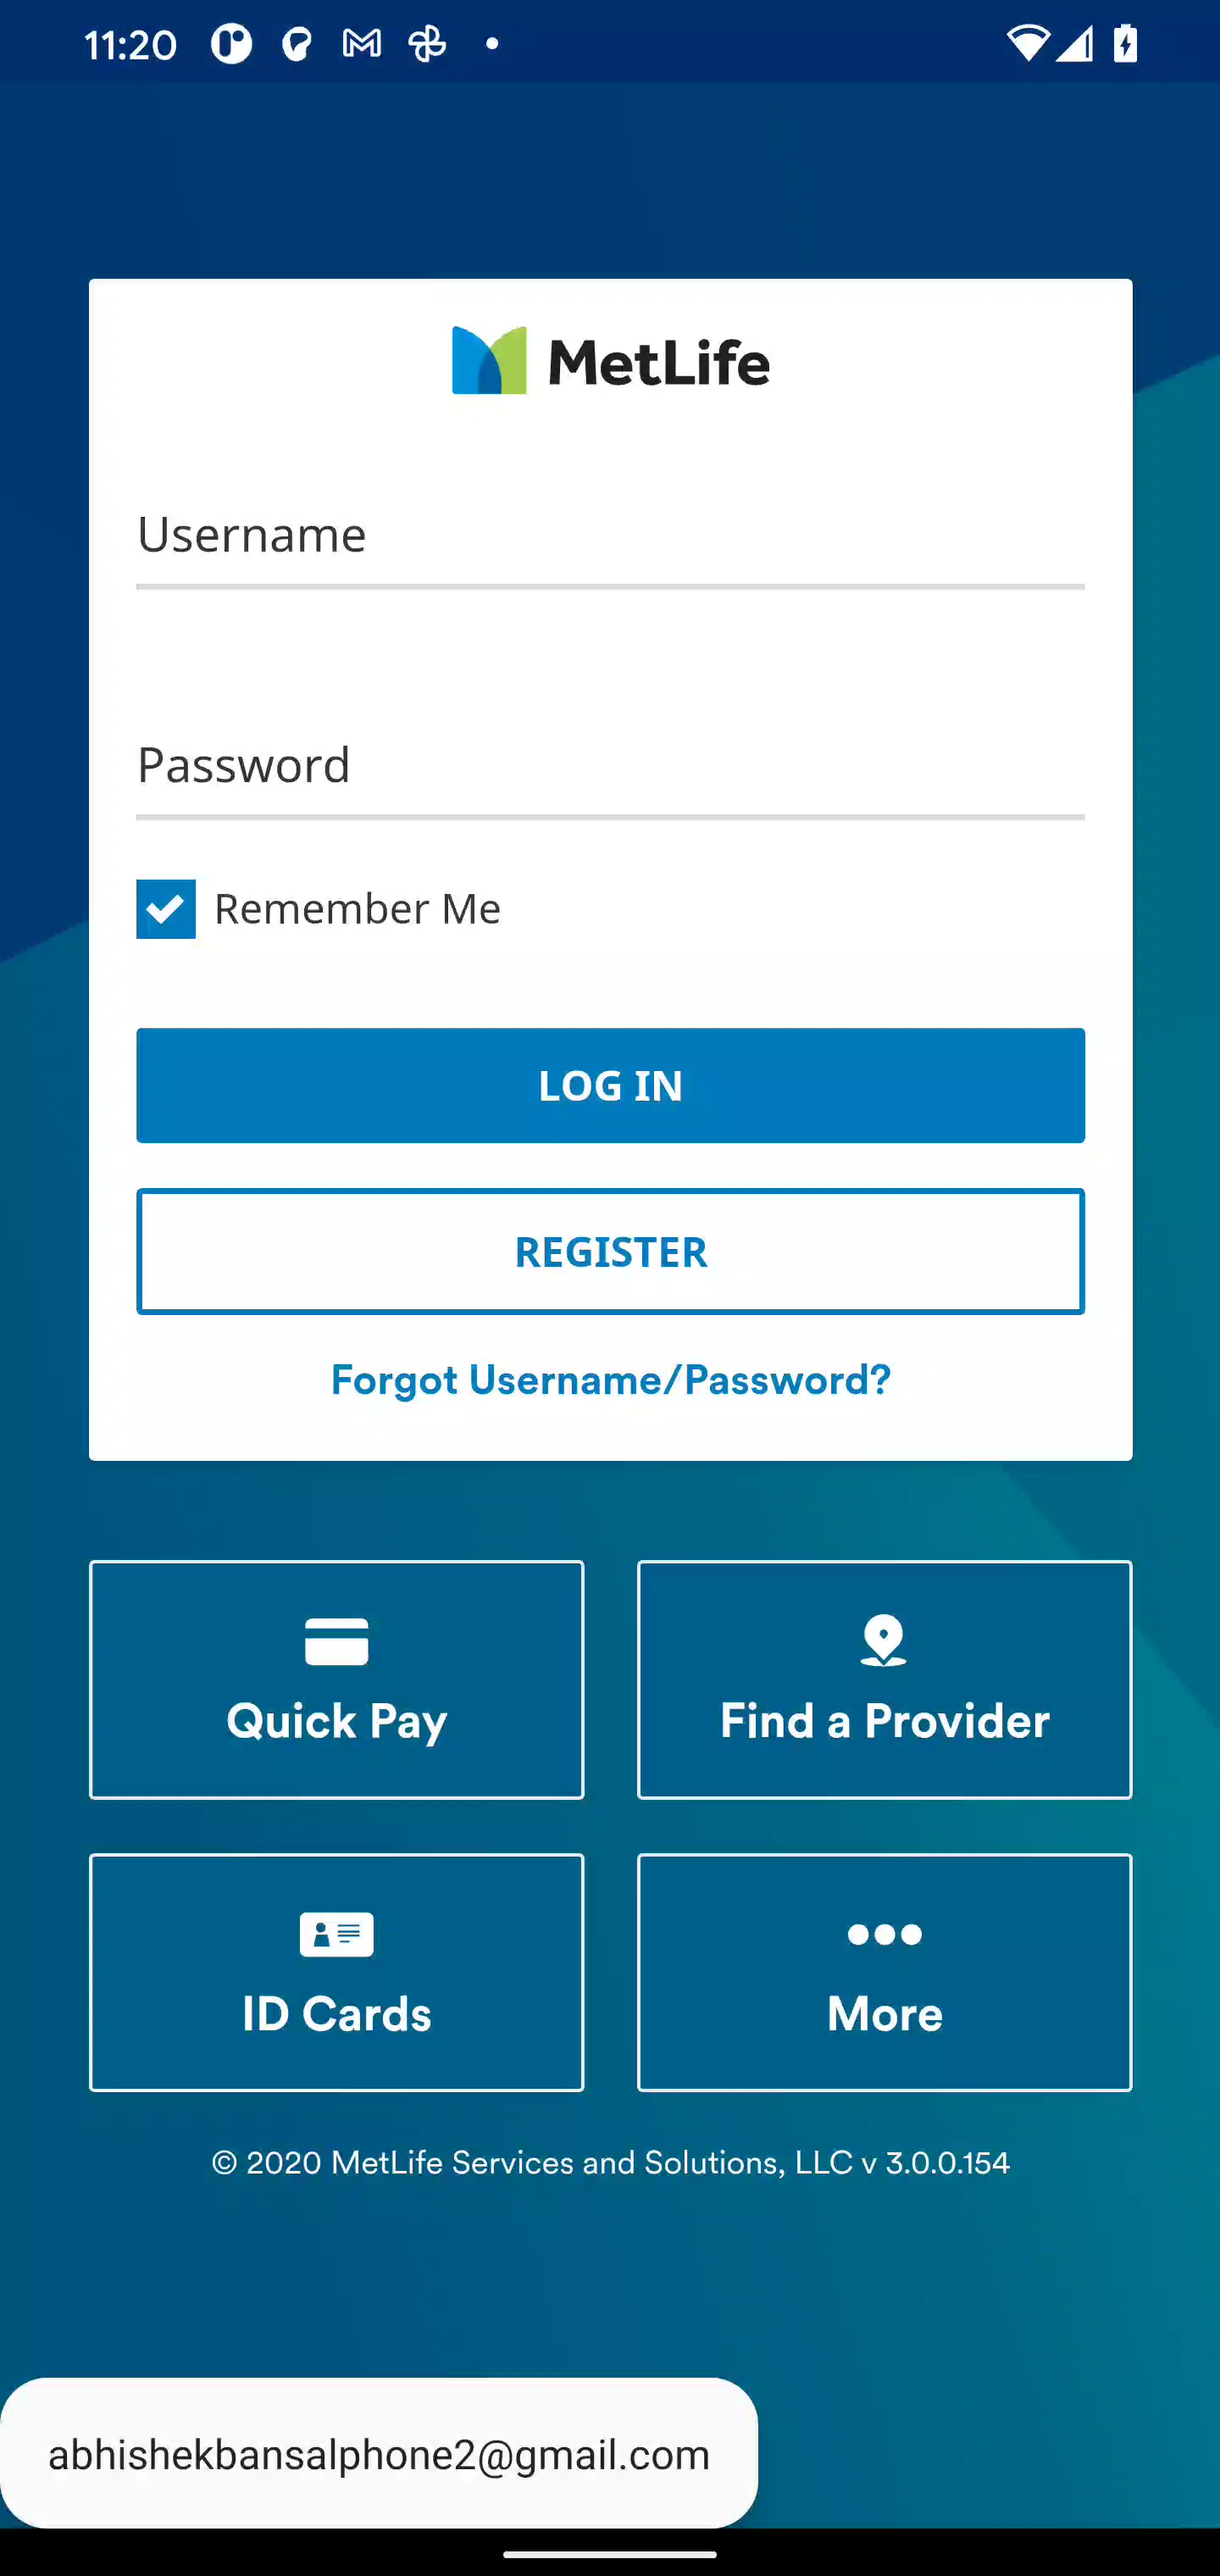 11:20
MetLife
Username
Password
Remember Me
LOG IN
REGISTER
Forgot Username/Password?
Quick Pay
Find a Provider
ID Cards
More
© 2020 MetLife Services and Solutions, LLC v 3.0.0.154
abhishekbansalphone2@gmail.com